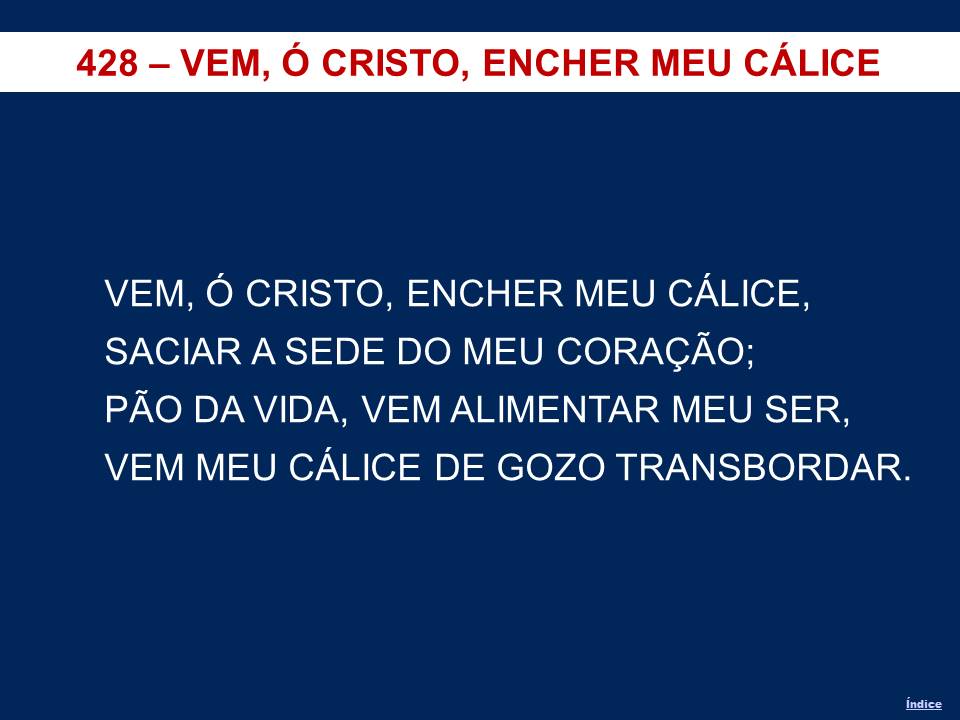 428 – VEM, Ó CRISTO, ENCHER MEU CÁLICE
VEM, Ó CRISTO, ENCHER MEU CÁLICE,
SACIAR A SEDE DO MEU CORAÇÃO;
PÃO DA VIDA, VEM ALIMENTAR MEU SER,
VEM MEU CÁLICE DE GOZO TRANSBORDAR.
Índice